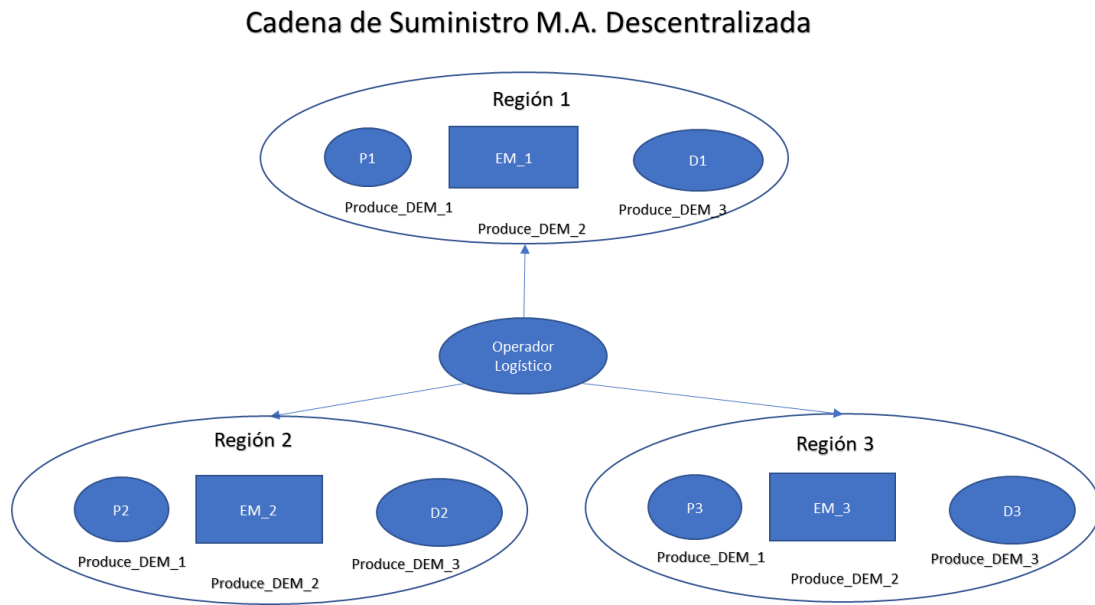 Cadena de Suministro M.A. Descentralizada
Región 1
P1
EM_1
D1
Produce_DEM_1
Produce_DEM_3
Produce_DEM_2
Operador
Logístico
Región 2
P2
EM_2
D2
Produce_DEM_1
Produce_DEM_3
Produce_DEM_2
Región 3
P3
EM_3
D3
Produce_DEM_1
Produce_DEM_3
Produce_DEM_2